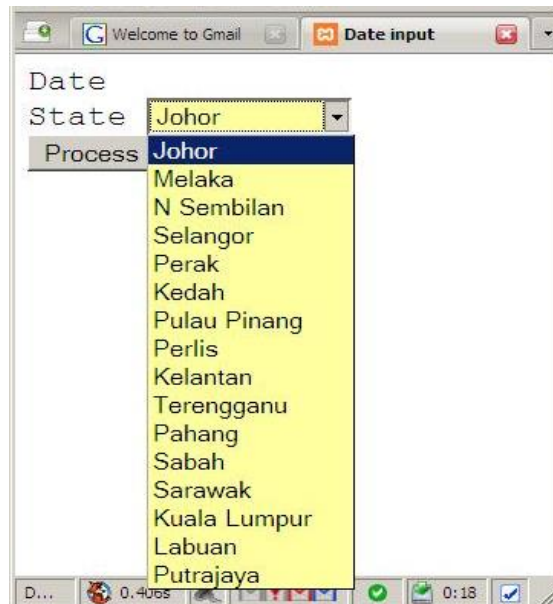 G Welcome to Gmail
Date input
Date
State Johor
Process
Johor
Melaka
N Sembilan
Selangor
Perak
Kedah
Pulau Pinang
Perlis
Kelantan
Terengganu
Pahang
Sabah
Sarawak
Kuala Lumpur
Labuan
Putrajaya
D... 0.406s 0:18